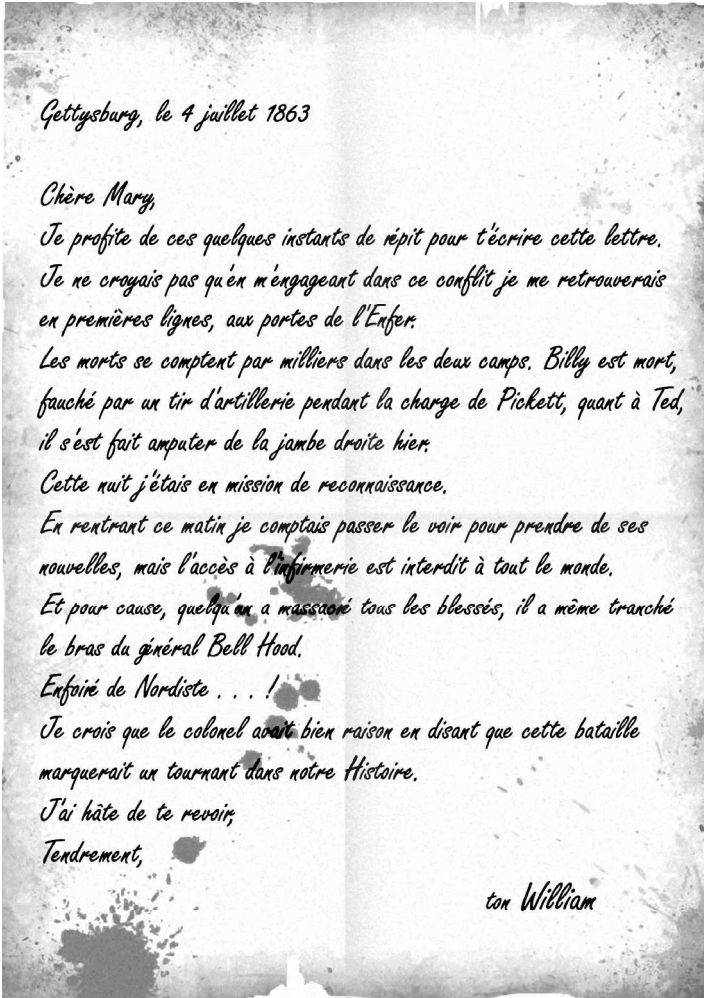 Gettysburg, le 4 juillet 1863
Chère Mary,
Je profite de ces quelques instants de répit pour t'écrire cette lettre.
Je ne croyais pas qu'en m'engageant dans ce conflit je me retrouverais
en premières lignes, aux portes de l'Enfer.
Les morts se comptent par milliers dans les deux camps. Billy est mort,
fauché par un tir d'artillerie pendant la charge de Pickett, quant à Ted,
il s'est fait amputer de la jambe droite hier.
Cette nuit j'étais en mission de reconnaissance.
En rentrant ce matin je comptais passer le voir pour prendre de ses
nouvelles, mais l'accès à l'infirmerie est interdit à tout le monde.
Et pour cause, quelqu'un a massacré tous les blessés, il a même tranché
le bras du général Bell Hood.
Enfoiré de Nordiste . . . !
Je crois que le colonel avait bien raison en disant que cette bataille
marquerait un tournant dans notre Histoire.
J'ai hâte de te revoir,
Tendrement,
ton William